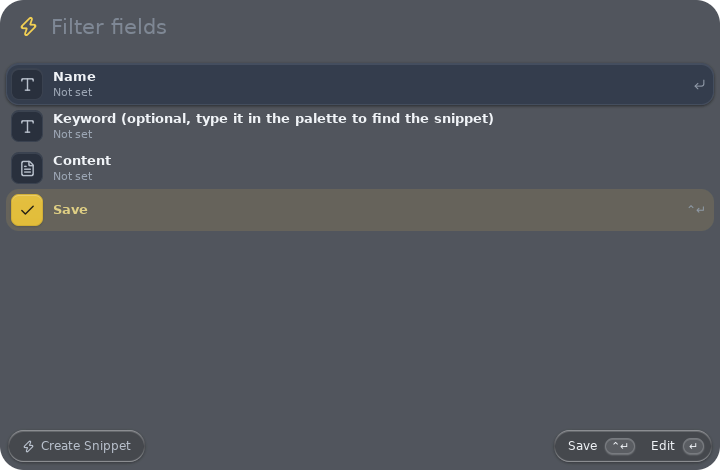 Filter fields
Name
Not set
Keyword (optional, type it in the palette to find the snippet)
Not set
Content
Not set
Save
Create Snippet
Save
Edit